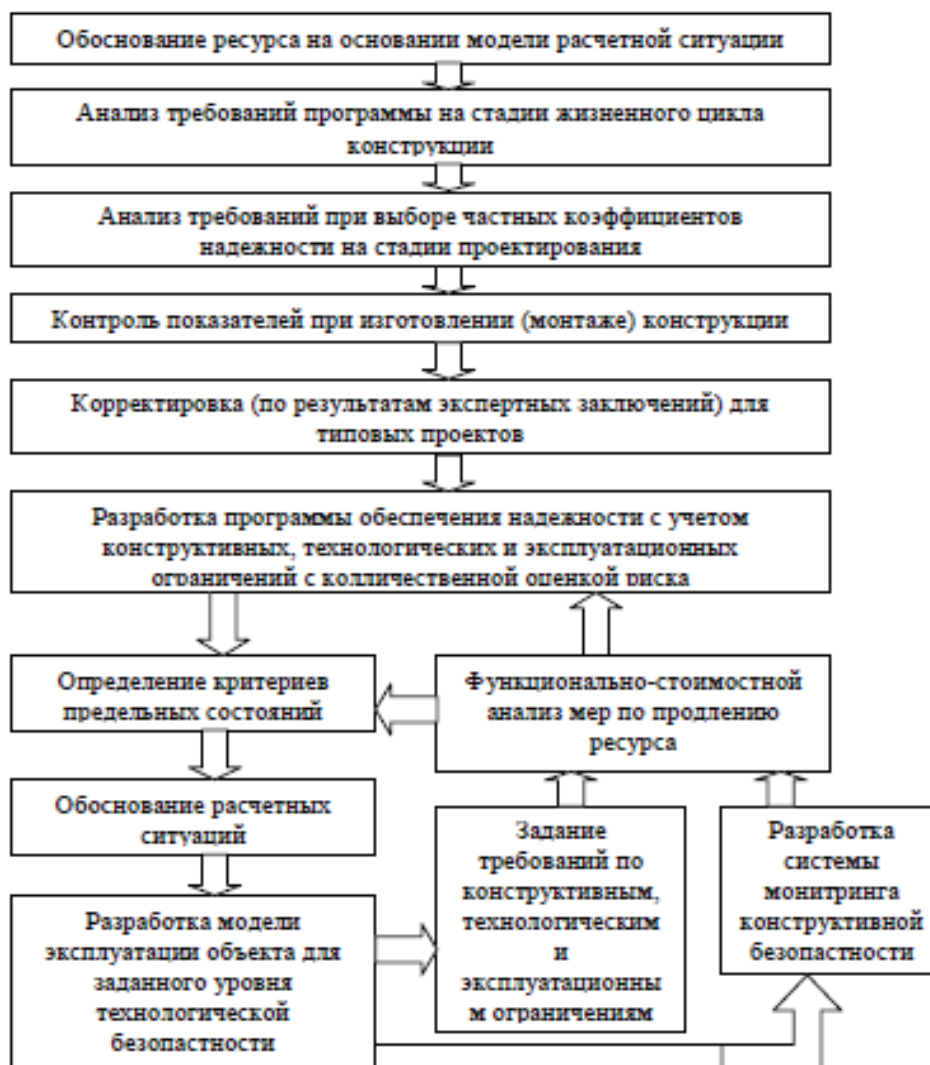 Обоснование ресурса на основании модели расчетной ситуации
Анализ требований программы на стадии жизненного цикла
конструкции
Анализ требований при выборе частных коэффициентов
надежности на стадии проектирования
Контроль показателей при изготовлении (монтаже) конструкции
Корректировка (по результатам экспертных заключений) для
типовых проектов
Разработка программы обеспечения надежности с учетом
конструктивных, технологических и эксплуатационных
ограничений с колличественной оценкой риска
Определение критериев
предельных состояний
Функционально-стоимостной
анализ мер по продлению
ресурса
Обоснование расчетных
ситуаций
Задание
требований по
конструктивным,
технологическим
и
эксплуатационны
м ограничениям
Разработка
системы
монитринга
конструктивной
безопастности
Разработка модели
эксплуатации объекта для
заданного уровня
технологической
безопастности